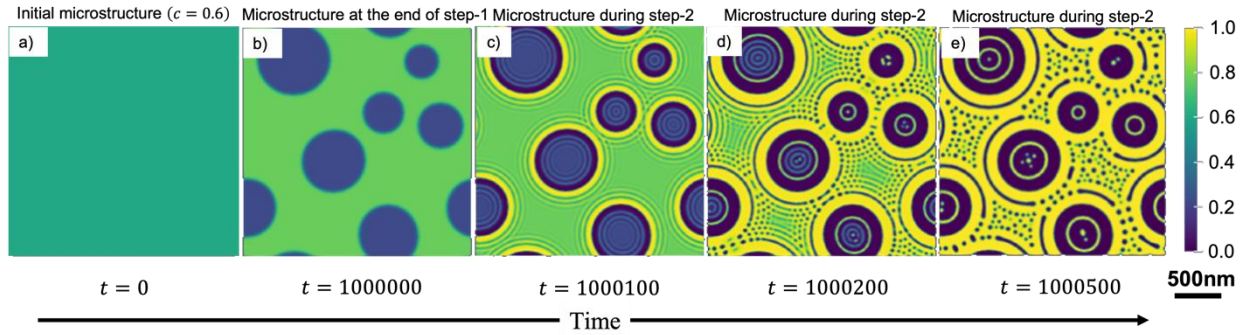 Initial microstructure (c = 0.6)
Microstructure at the end of step-1
Microstructure during step-2
Microstructure during step-2
Microstructure during step-2
a)
b)
c)
d)
e)
1.0
0.8
0.6
0.4
0.2
0.0
500nm
t = 0
t = 1000000
t = 1000100
t = 1000200
t = 1000500
Time